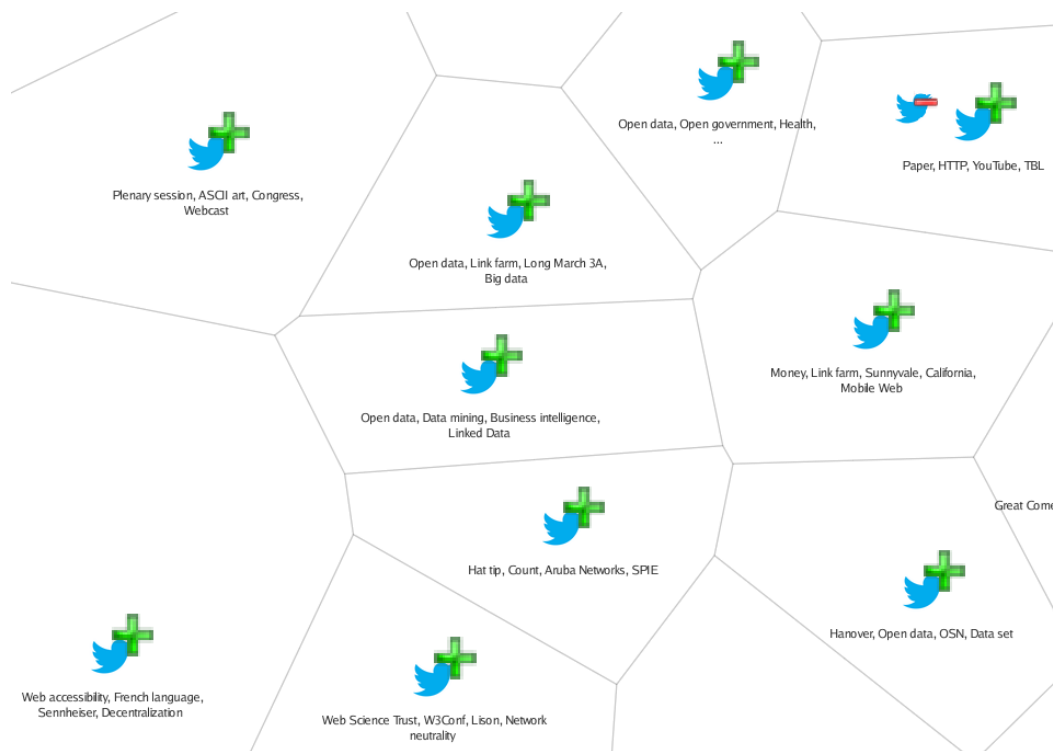 Open data, Open government, Health,
...
Paper, HTTP, YouTube, TBL
Plenary session, ASCII art, Congress,
Webcast
Open data, Link farm, Long March 3A,
Big data
Money, Link farm, Sunnyvale, California,
Mobile Web
Open data, Data mining, Business intelligence,
Linked Data
Great Come
Hat tip, Count, Aruba Networks, SPIE
Hanover, Open data, OSN, Data set
Web accessibility, French language,
Sennheiser, Decentralization
Web Science Trust, W3Conf, Lison, Network
neutrality